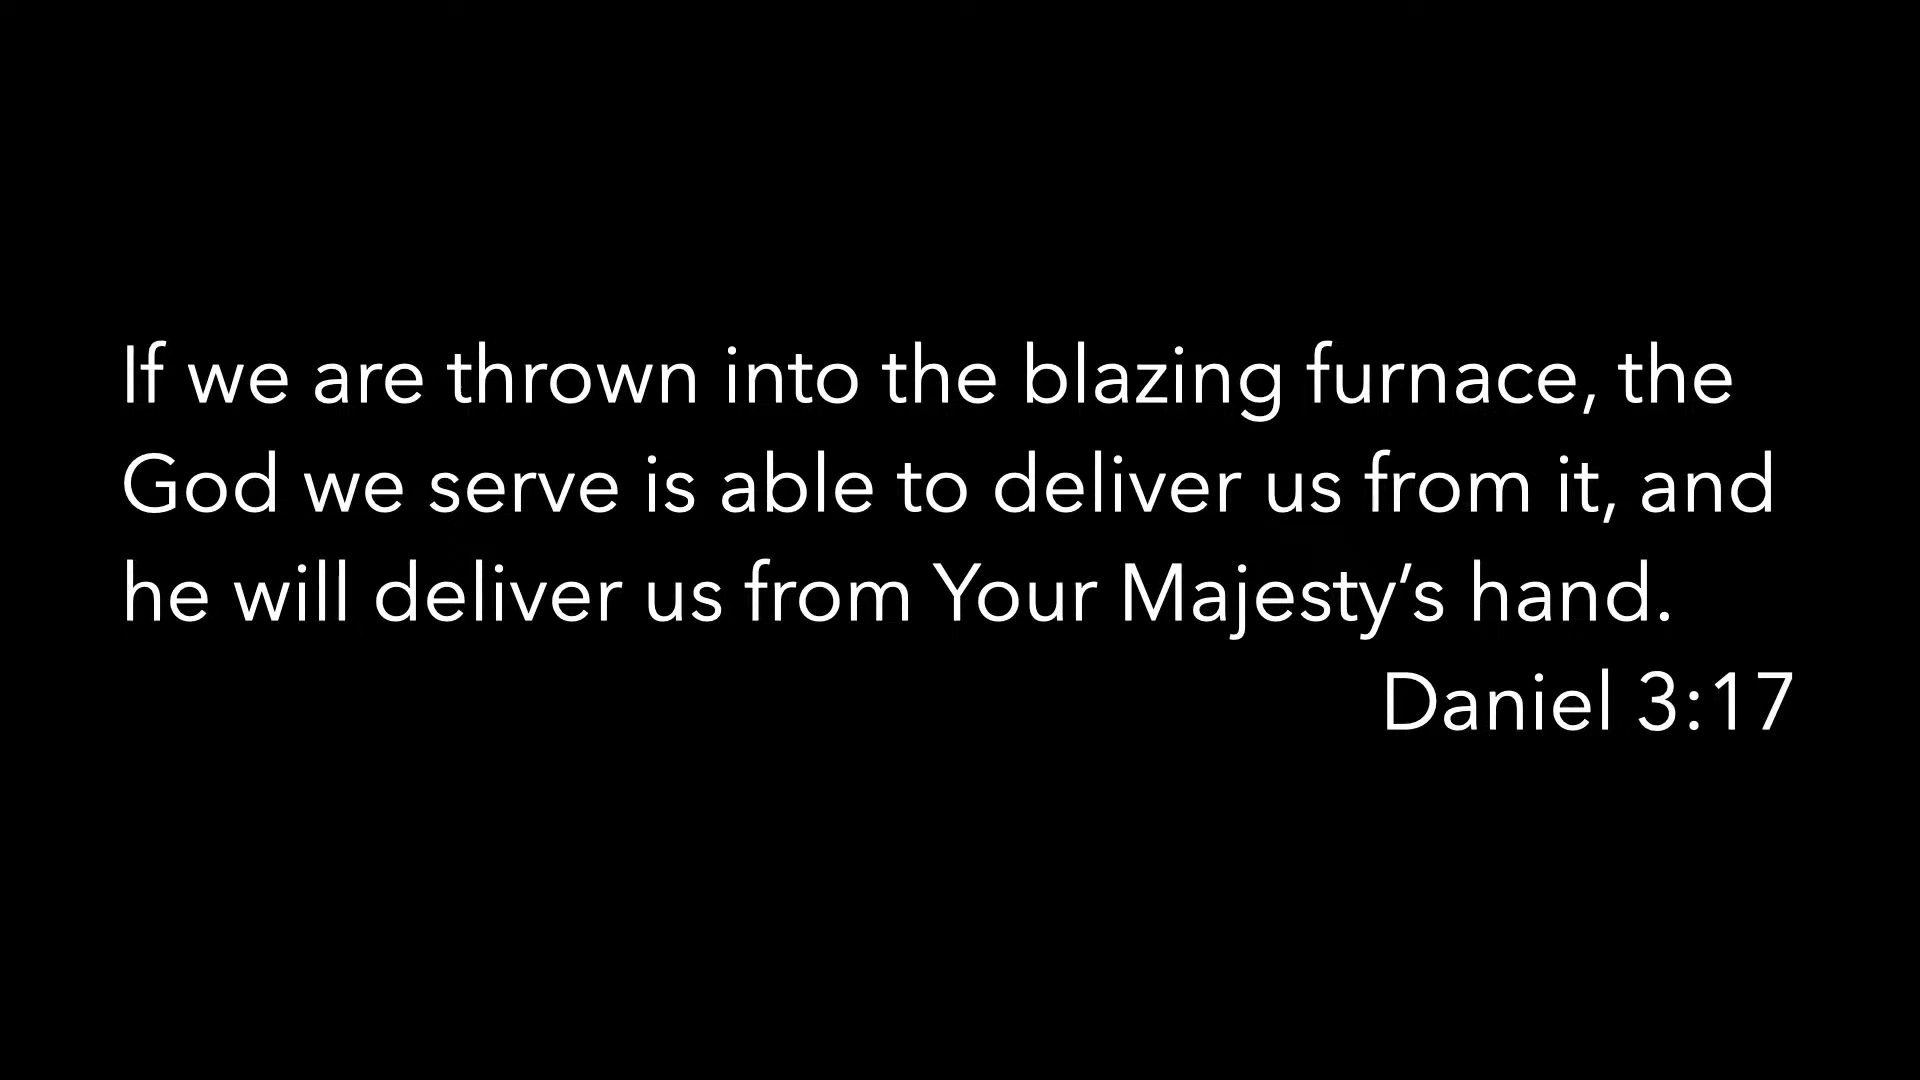 If we are thrown into the blazing furnace, the
God we serve is able to deliver us from it, and
he will deliver us from Your Majesty’s hand.
Daniel 3:17